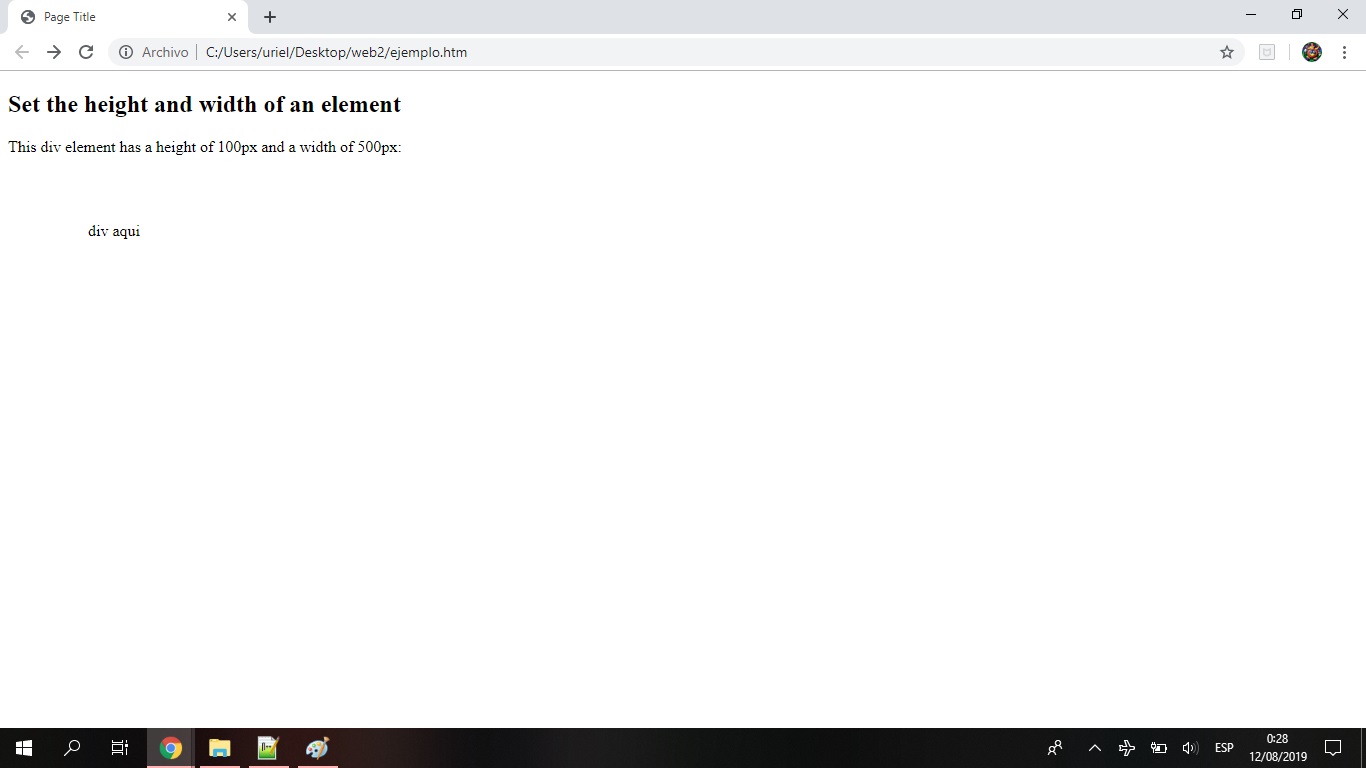 Page Title
Archivo
C:/Users/uriel/Desktop/web2/ejemplo.htm
Set the height and width of an element
This div element has a height of 100px and a width of 500px:
div aqui
ESP
0:28
12/08/2019